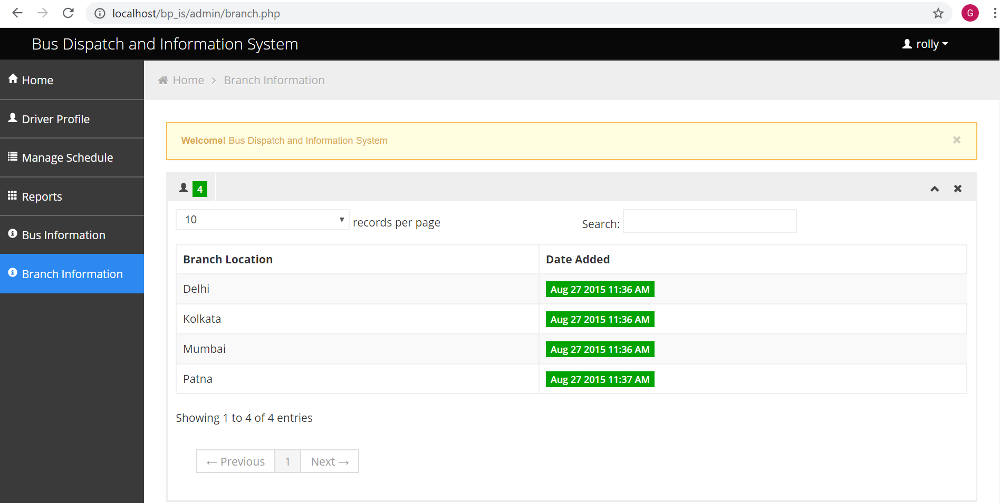 localhost/bp_is/admin/branch.php
G
Bus Dispatch and Information System
rolly
Home
Driver Profile
Manage Schedule
Reports
Bus Information
Branch Information
Home > Branch Information
Welcome! Bus Dispatch and Information System
4
10 records per page
Search:
Branch Location Date Added
Delhi Aug 27 2015 11:36 AM
Kolkata Aug 27 2015 11:36 AM
Mumbai Aug 27 2015 11:36 AM
Patna Aug 27 2015 11:37 AM
Showing 1 to 4 of 4 entries
← Previous 1 Next →